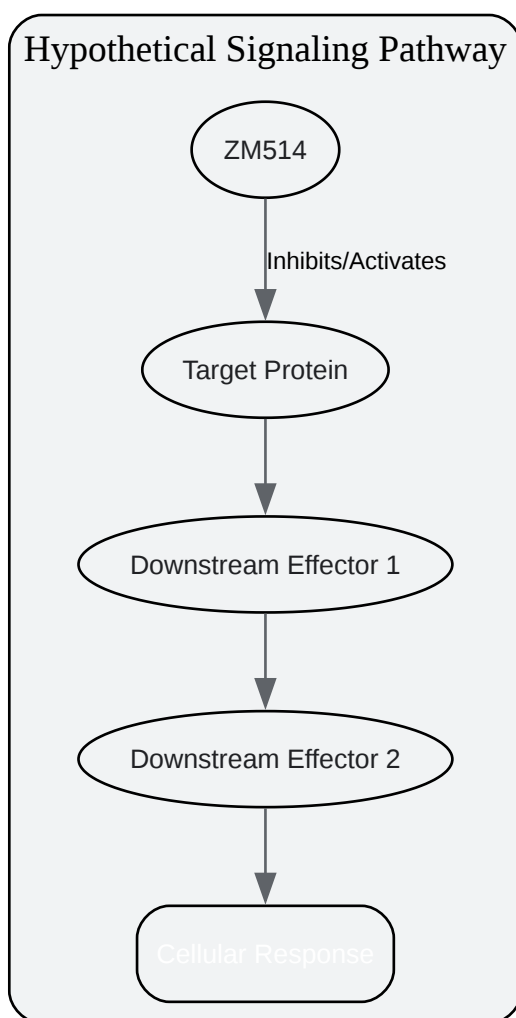 Hypothetical Signaling Pathway
ZM514
Inhibits/Activates
Target Protein
Downstream Effector 1
Downstream Effector 2
Cellular Response